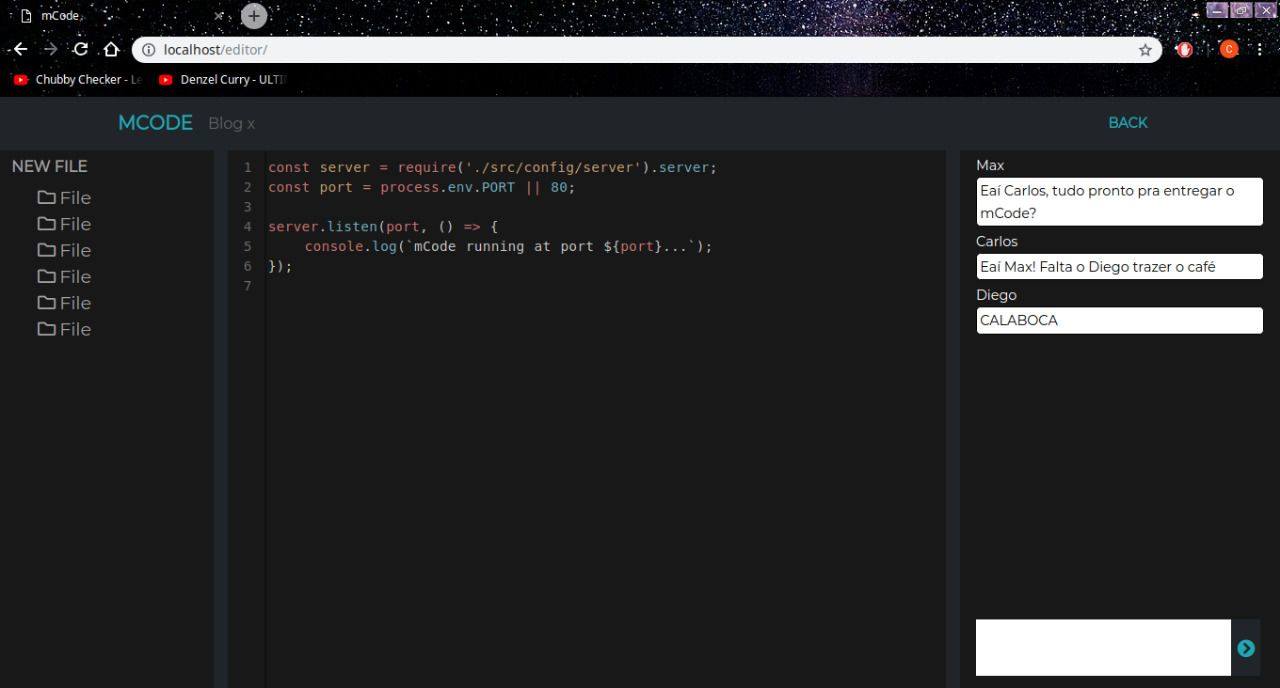 mCode
localhost/editor/
Chubby Checker - Le
Denzel Curry - ULTI
C
MCODE Blog x BACK
NEW FILE
File
File
File
File
File
File
1 const server = require('./src/config/server').server;
2 const port = process.env.PORT || 80;
3
4 server.listen(port, () => {
5 console.log(`mCode running at port ${port}...`);
6 });
7
Max
Eaí Carlos, tudo pronto pra entregar o
mCode?
Carlos
Eaí Max! Falta o Diego trazer o café
Diego
CALABOCA